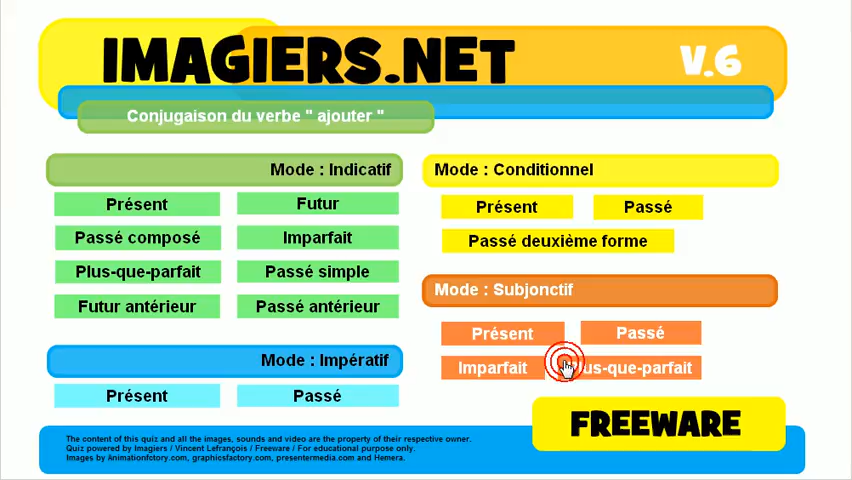 IMAGIERS.NET
V.6
Conjugaison du verbe " ajouter "
Mode : Indicatif
Présent
Futur
Passé composé
Imparfait
Plus-que-parfait
Passé simple
Futur antérieur
Passé antérieur
Mode : Impératif
Présent
Passé
Mode : Conditionnel
Présent
Passé
Passé deuxième forme
Mode : Subjonctif
Présent
Passé
Imparfait
Plus-que-parfait
FREEWARE
The content of this quiz and all the images, sounds and video are the property of their respective owner.
Quiz powered by Imagiers / Vincent Lefrançois / Freeware / For educational purpose only.
Images by Animationfctory.com, graphicsfactory.com, presentermedia.com and Hemera.